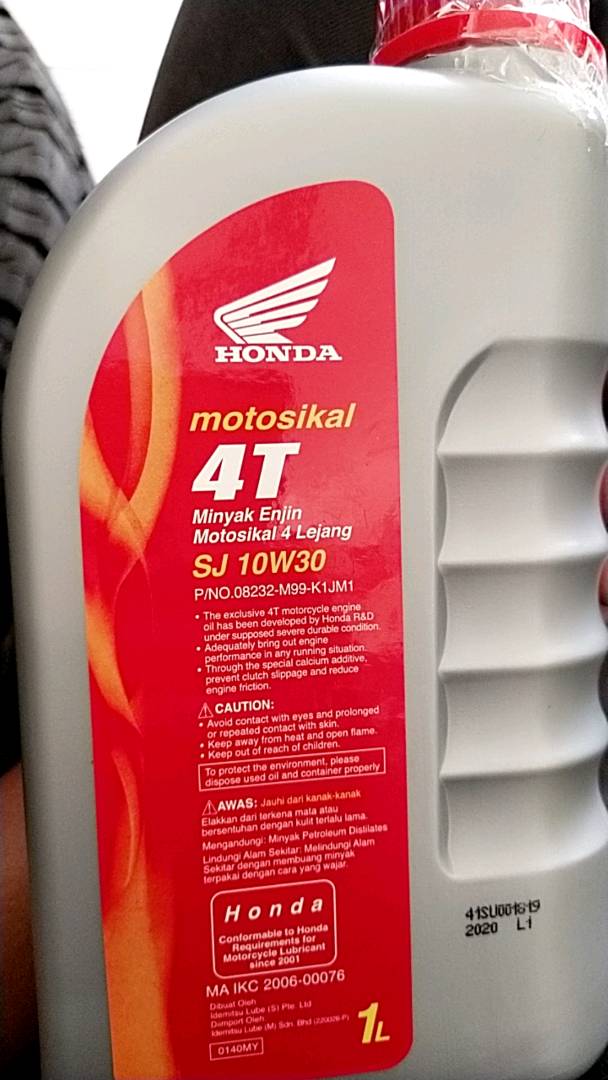 HONDA
motosikal
4T
Minyak Enjin
Motosikal 4 Lejang
SJ 10W30
P/NO.08232-M99-K1JM1
• The exclusive 4T motorcycle engine
oil has been developed by Honda R&D
under supposed severe durable condition.
• Adequately bring out engine
performance in any running situation.
• Through the special calcium additive,
prevent clutch slippage and reduce
engine friction.
CAUTION:
• Avoid contact with eyes and prolonged
or repeated contact with skin.
• Keep away from heat and open flame.
• Keep out of reach of children.
To protect the environment, please
dispose used oil and container properly
AWAS: Jauhi dari kanak-kanak
Elakkan dari terkena mata atau
bersentuhan dengan kulit terlalu lama.
Mengandungi: Minyak Petroleum Distilates
Lindungi Alam Sekitar: Melindungi Alam
Sekitar dengan membuang minyak
terpakai dengan cara yang wajar.
Honda
Conformable to Honda
Requirements for
Motorcycle Lubricant
since 2001
MA IKC 2006-00076
Dibuat Oleh
Idemitsu Lube (S) Pte. Ltd
Diimport Oleh
Idemitsu Lube (M) Sdn. Bhd
0140MY
1L
2020 L1